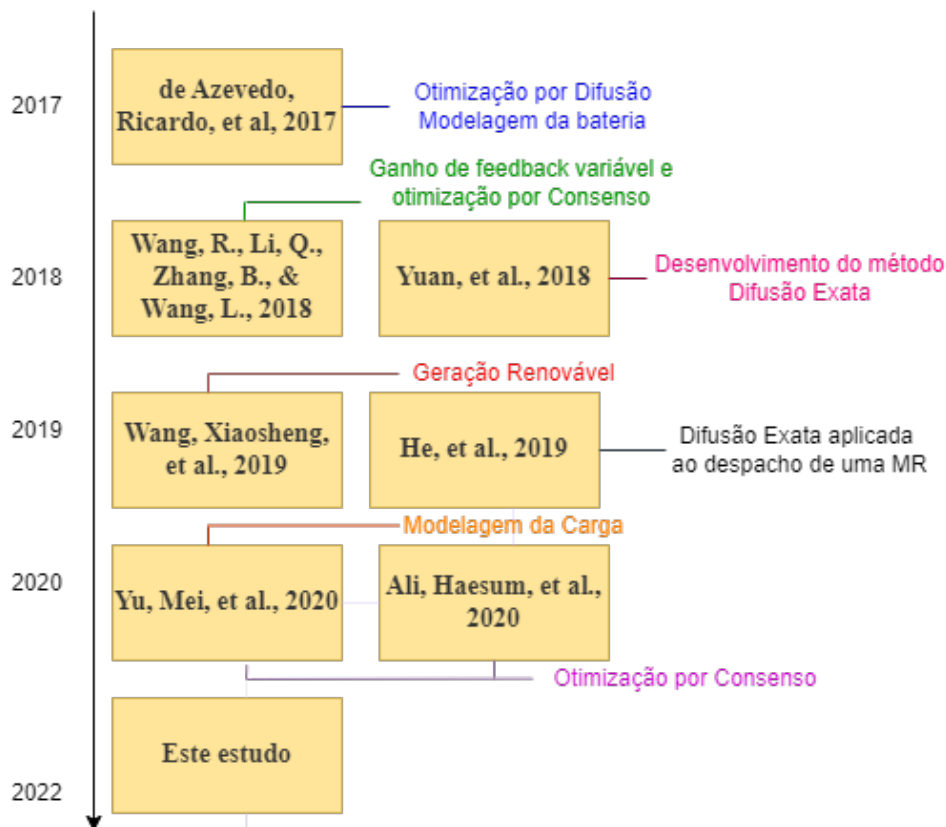 2017
de Azevedo,
Ricardo, et al, 2017
Otimização por Difusão
Modelagem da bateria
Ganho de feedback variável e
otimização por Consenso
2018
Wang, R., Li, Q.,
Zhang, B., &
Wang, L., 2018
Yuan, et al., 2018
Desenvolvimento do método
Difusão Exata
Geração Renovável
2019
Wang, Xiaosheng,
et al., 2019
He, et al., 2019
Difusão Exata aplicada
ao despacho de uma MR
Modelagem da Carga
2020
Yu, Mei, et al., 2020
Ali, Haesum, et al.,
2020
Otimização por Consenso
Este estudo
2022